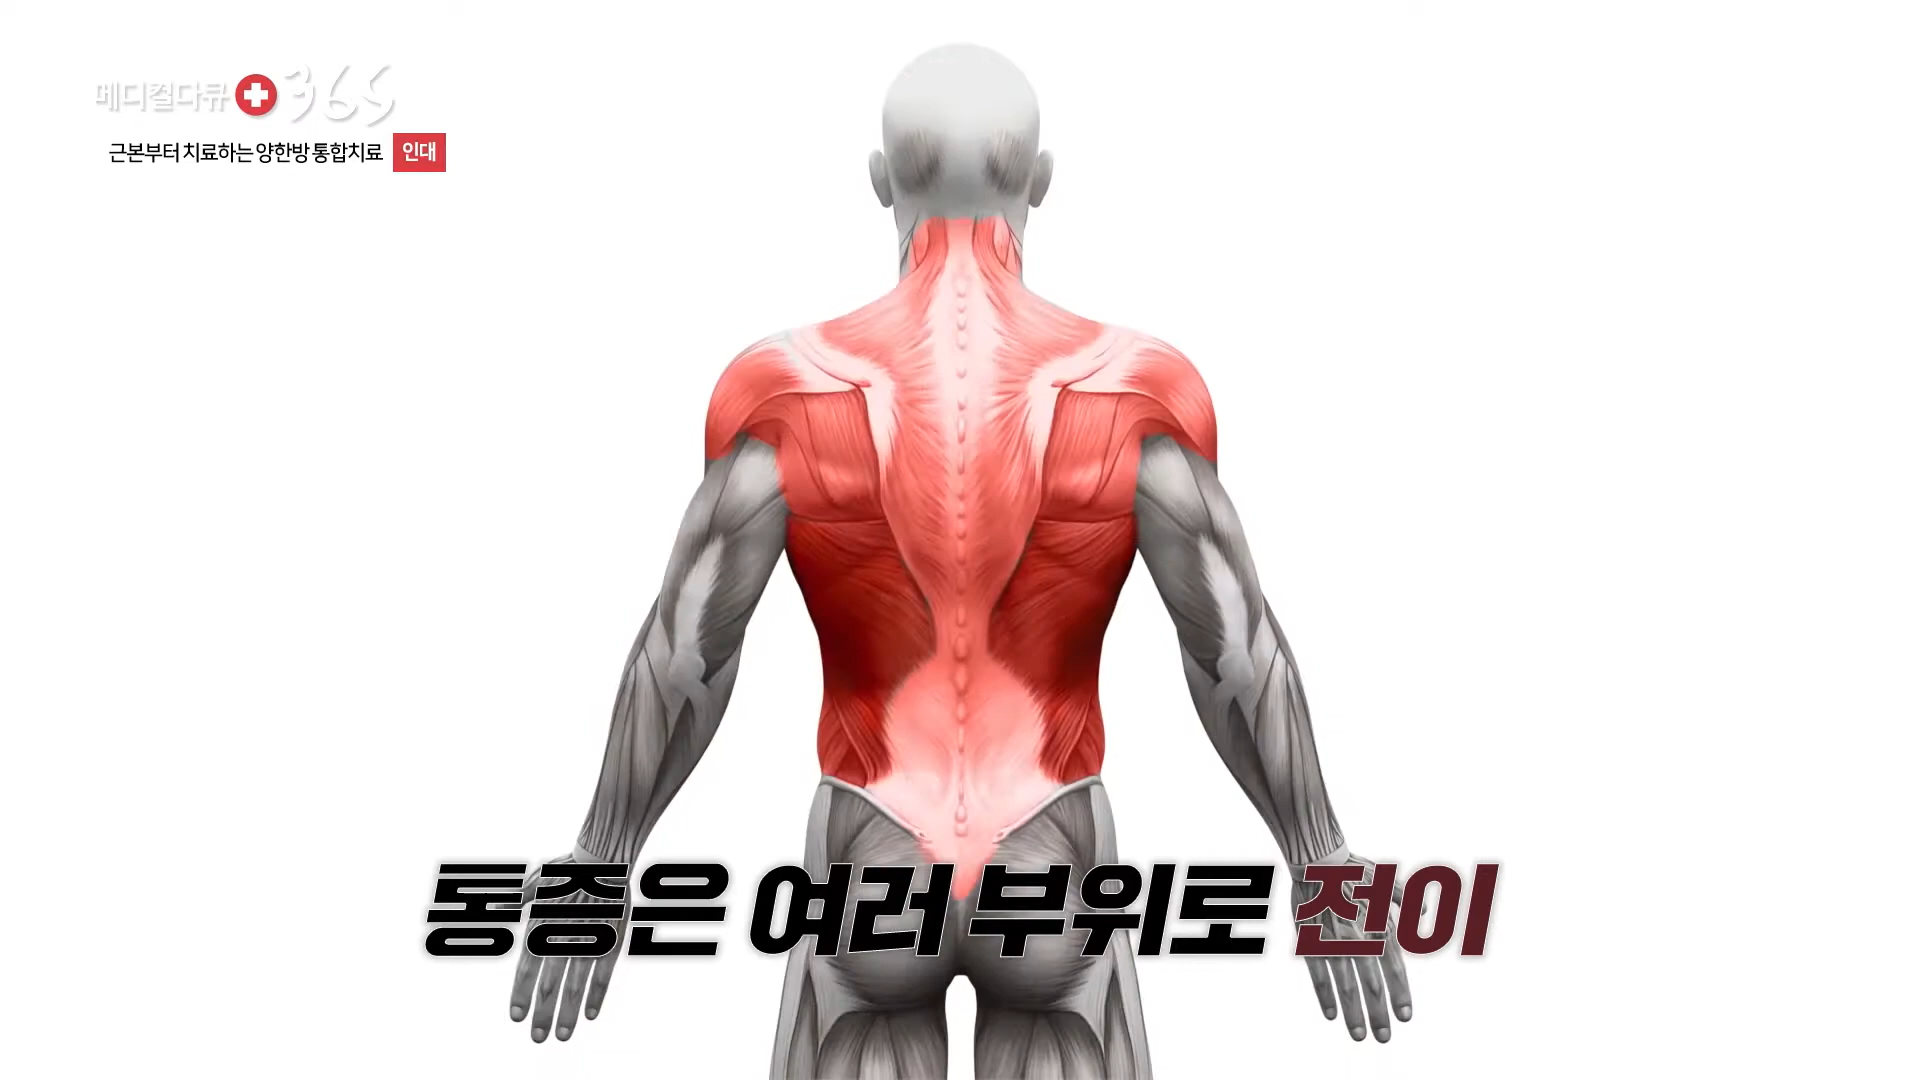 메디컬다큐 365
근본부터 치료하는 양한방 통합치료 인대
통증은 여러 부위로 전이